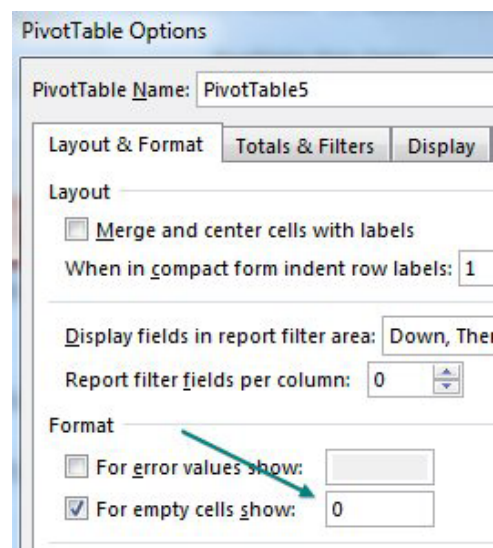 PivotTable Options
PivotTable Name: PivotTable5
Layout & Format Totals & Filters Display
Layout
Merge and center cells with labels
When in compact form indent row labels: 1
Display fields in report filter area: Down, Ther
Report filter fields per column: 0
Format
For error values show:
For empty cells show: 0